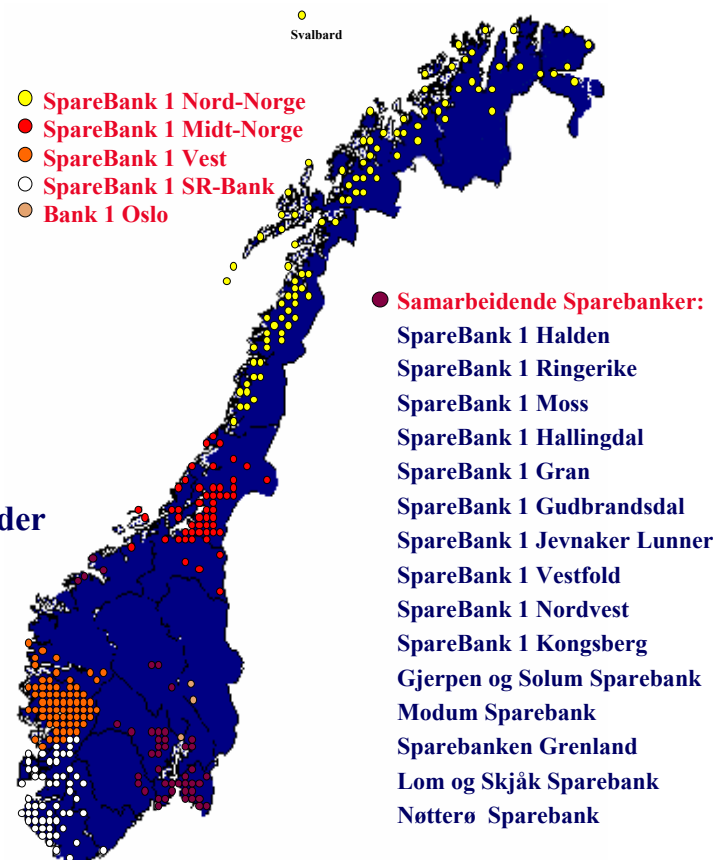 Svalbard
SpareBank 1 Nord-Norge
SpareBank 1 Midt-Norge
SpareBank 1 Vest
SpareBank 1 SR-Bank
Bank 1 Oslo
Samarbeidende Sparebanker:
SpareBank 1 Halden
SpareBank 1 Ringerike
SpareBank 1 Moss
SpareBank 1 Hallingdal
SpareBank 1 Gran
SpareBank 1 Gudbrandsdal
SpareBank 1 Jevnaker Lunner
SpareBank 1 Vestfold
SpareBank 1 Nordvest
SpareBank 1 Kongsberg
Gjerpen og Solum Sparebank
Modum Sparebank
Sparebanken Grenland
Lom og Skjåk Sparebank
Nøtterø Sparebank
der